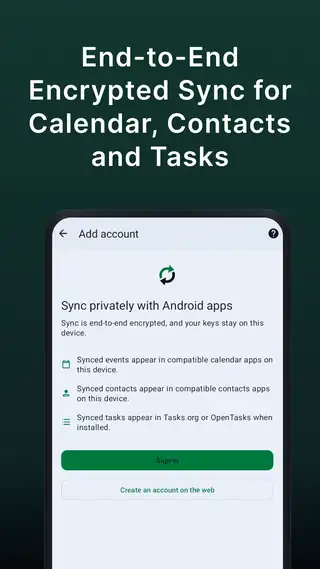 End-to-End
Encrypted Sync for
Calendar, Contacts
and Tasks
Add account
?
Sync privately with Android apps
Sync is end-to-end encrypted, and your keys stay on this
device.
Synced events appear in compatible calendar apps on
this device.
Synced contacts appear in compatible contacts apps
on this device.
Synced tasks appear in Tasks.org or OpenTasks when
installed.
Sign in
Create an account on the web